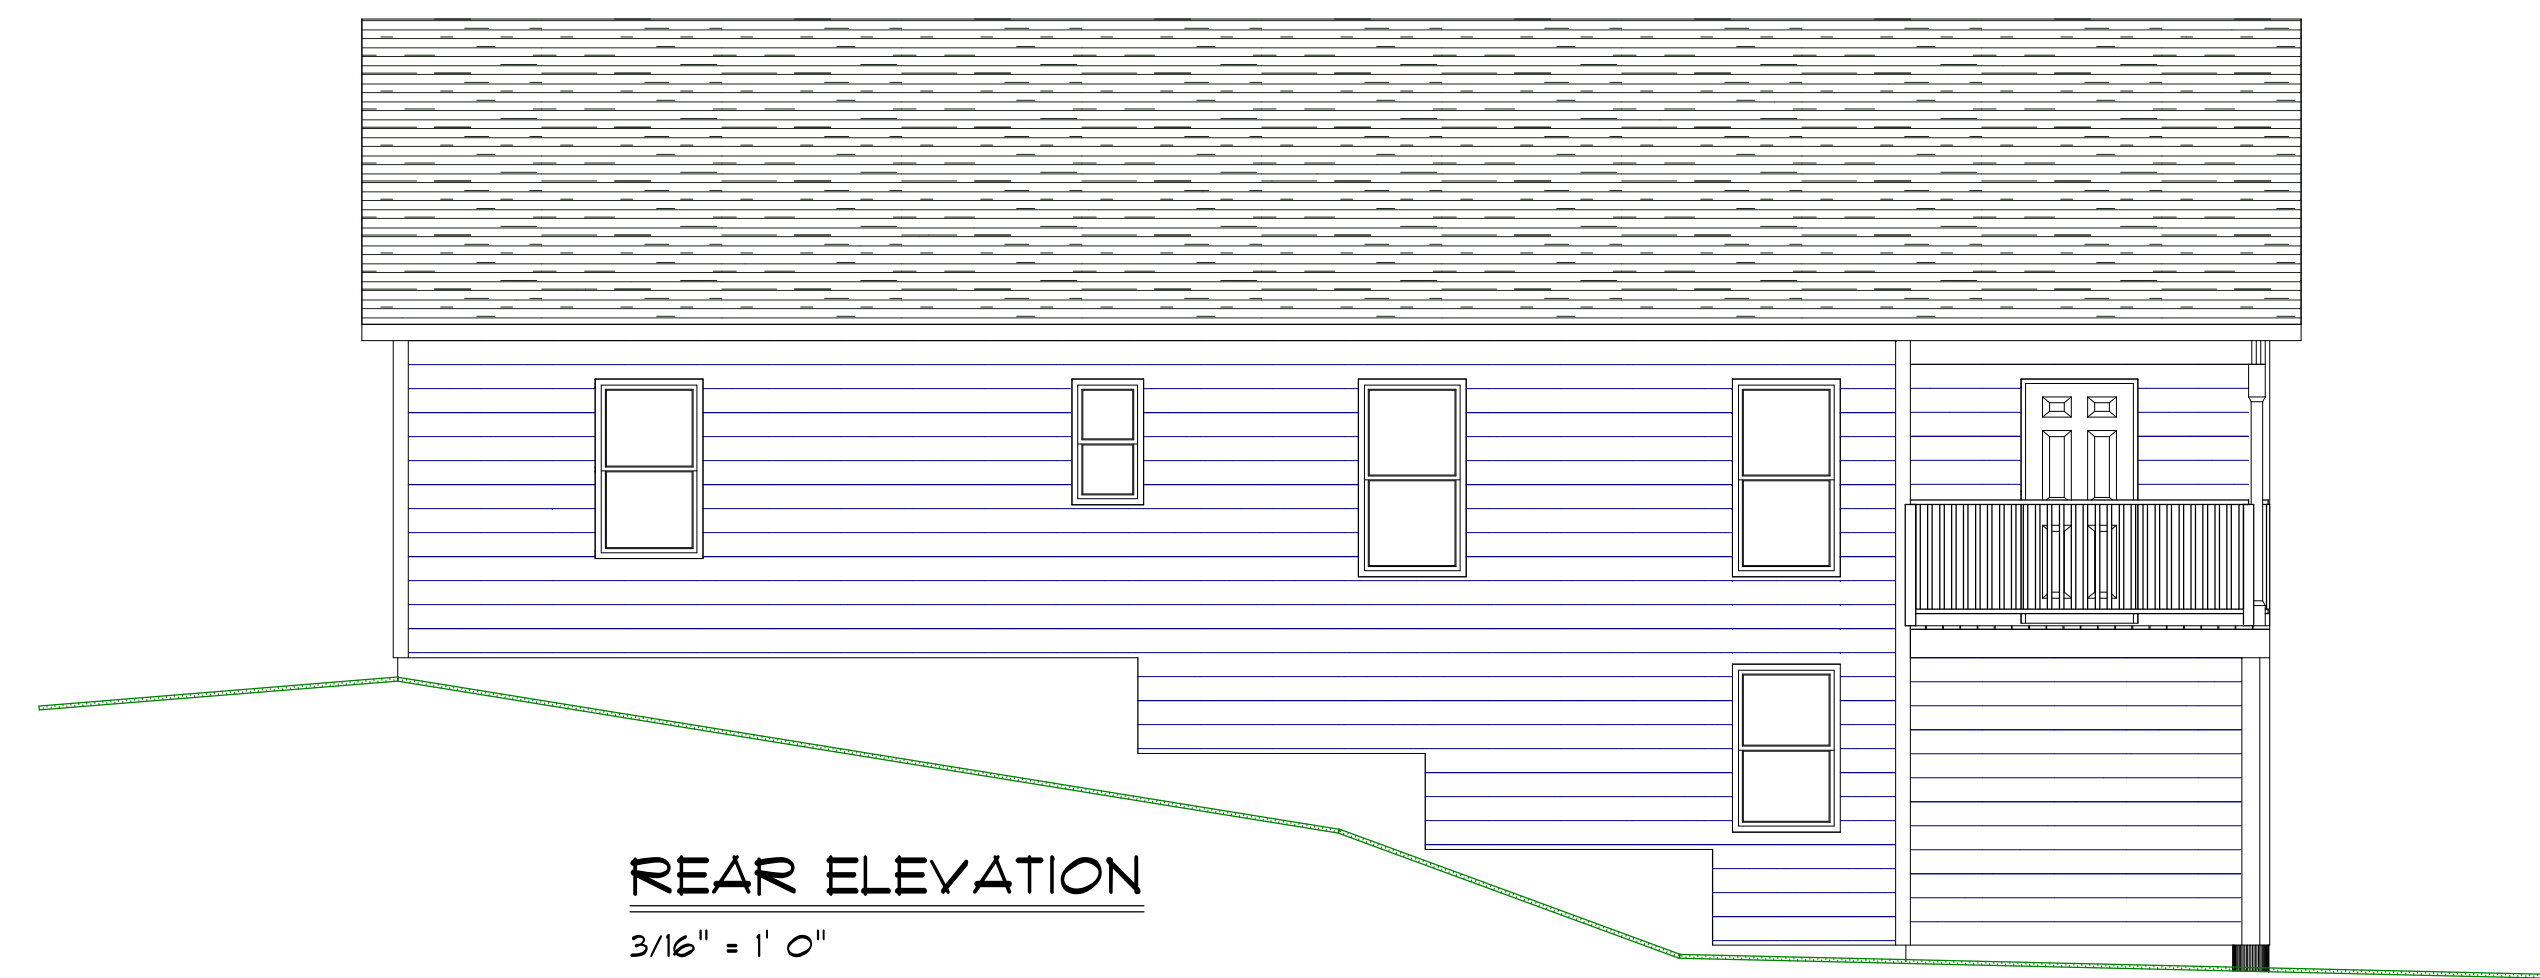 REAR ELEVATION
3/16" = 1' 0"